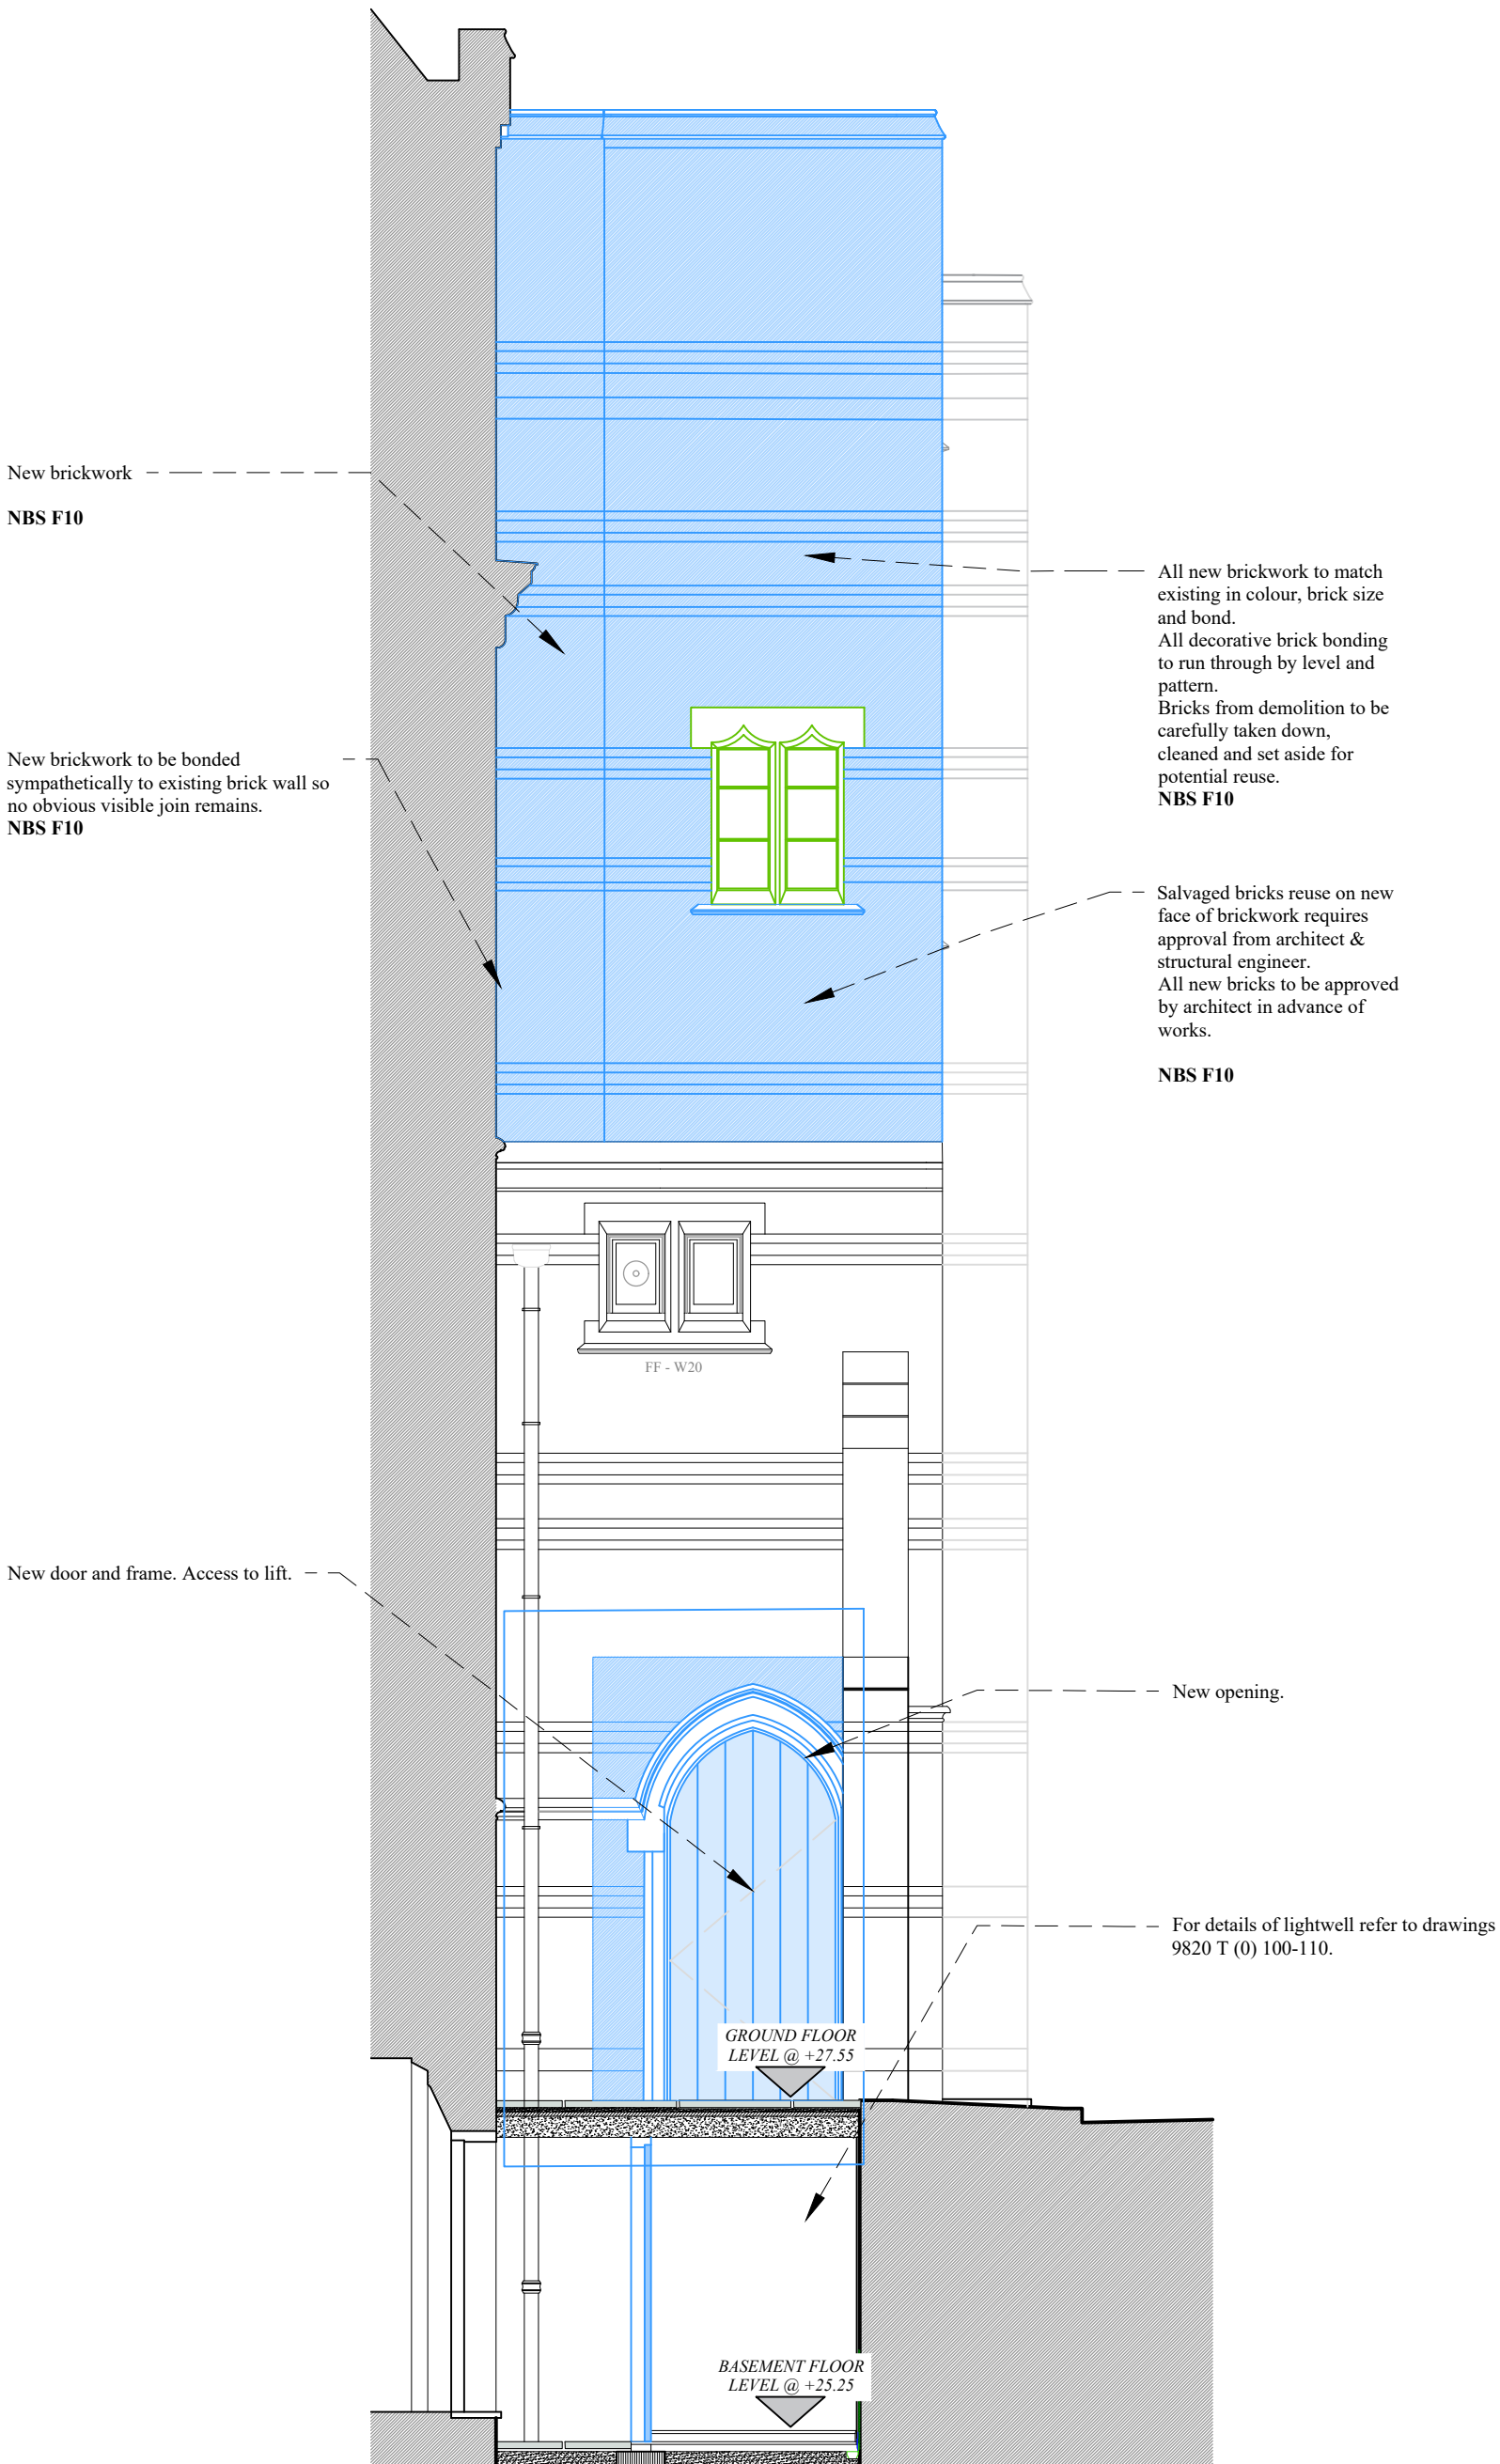 New brickwork
NBS F10
All new brickwork to match
existing in colour, brick size
and bond.
All decorative brick bonding
to run through by level and
pattern.
Bricks from demolition to be
carefully taken down,
cleaned and set aside for
potential reuse.
NBS F10
New brickwork to be bonded
sympathetically to existing brick wall so
no obvious visible join remains.
NBS F10
Salvaged bricks reuse on new
face of brickwork requires
approval from architect &
structural engineer.
All new bricks to be approved
by architect in advance of
works.
NBS F10
FF - W20
New door and frame. Access to lift.
New opening.
For details of lightwell refer to drawings
9820 T (0) 100-110.
GROUND FLOOR
LEVEL @ +27.55
BASEMENT FLOOR
LEVEL @ +25.25